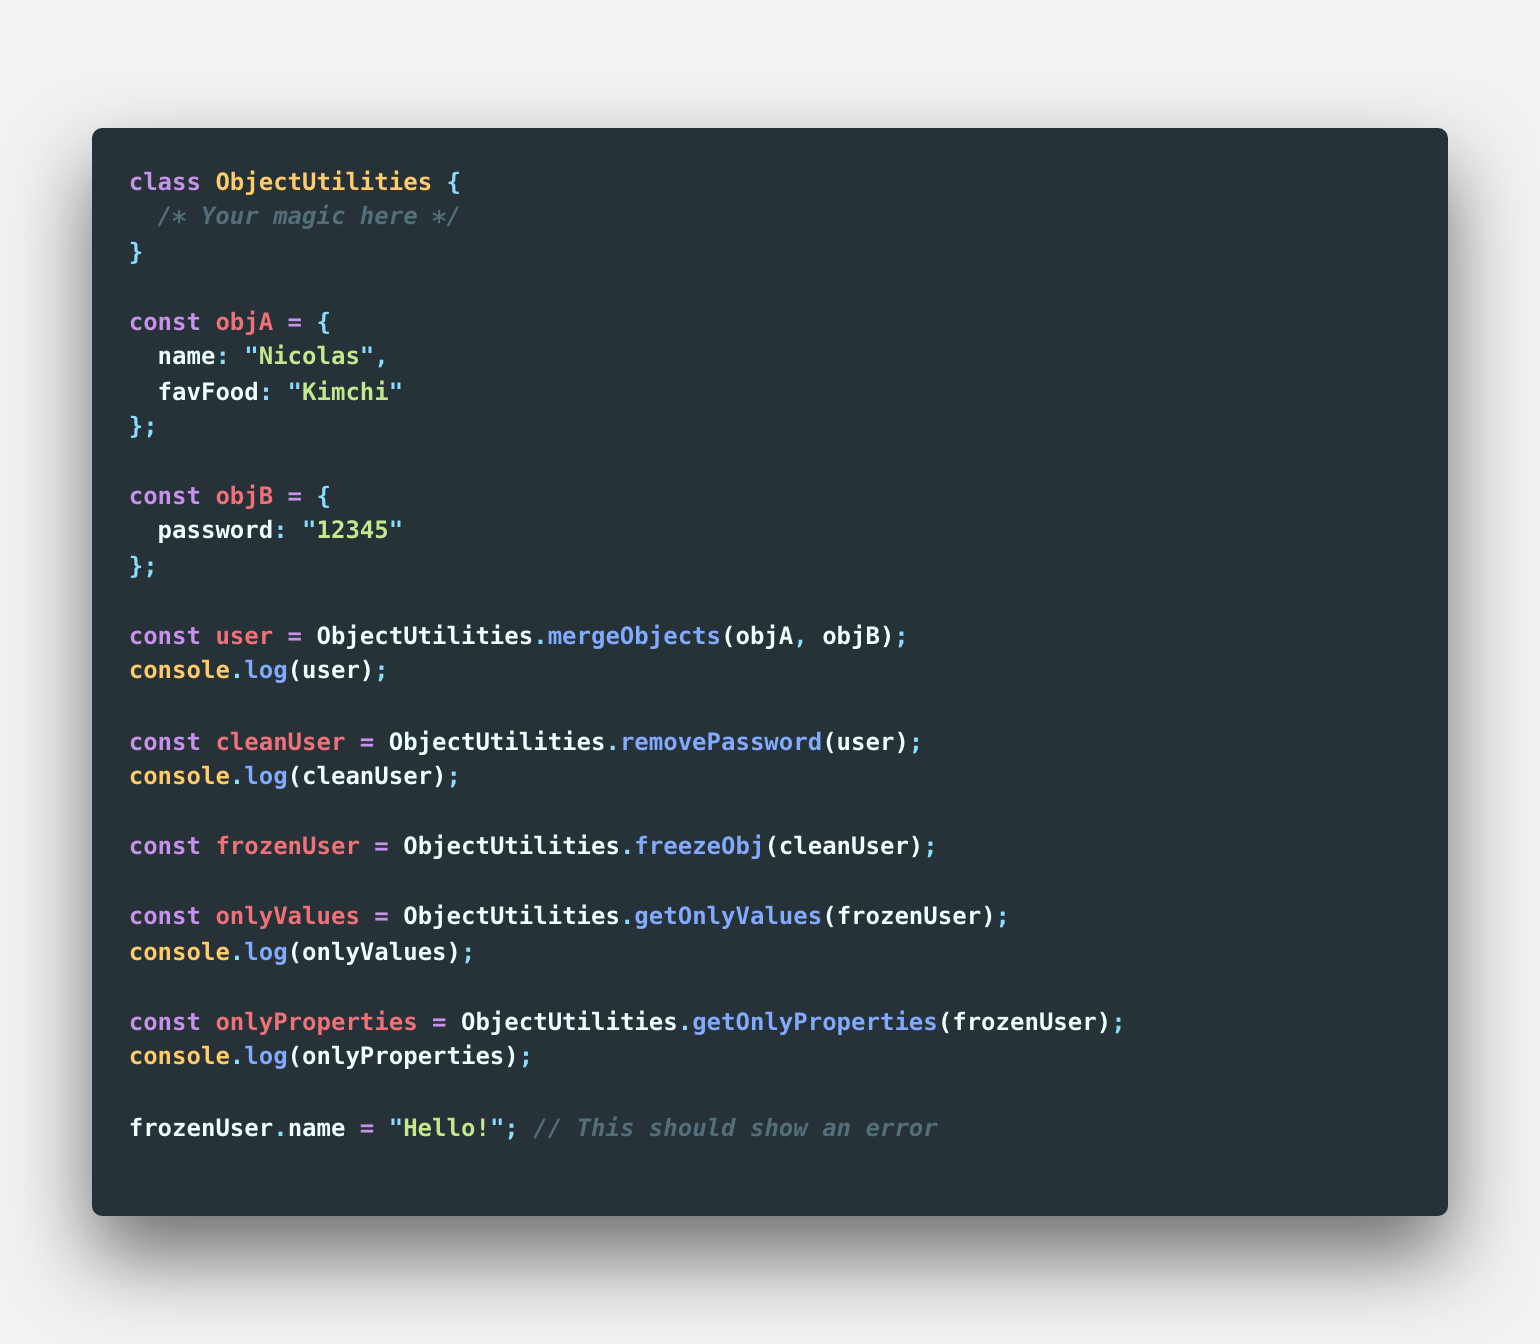 class ObjectUtilities {
  /* Your magic here */
}

const objA = {
  name: "Nicolas",
  favFood: "Kimchi"
};

const objB = {
  password: "12345"
};

const user = ObjectUtilities.mergeObjects(objA, objB);
console.log(user);

const cleanUser = ObjectUtilities.removePassword(user);
console.log(cleanUser);

const frozenUser = ObjectUtilities.freezeObj(cleanUser);

const onlyValues = ObjectUtilities.getOnlyValues(frozenUser);
console.log(onlyValues);

const onlyProperties = ObjectUtilities.getOnlyProperties(frozenUser);
console.log(onlyProperties);

frozenUser.name = "Hello!"; // This should show an error